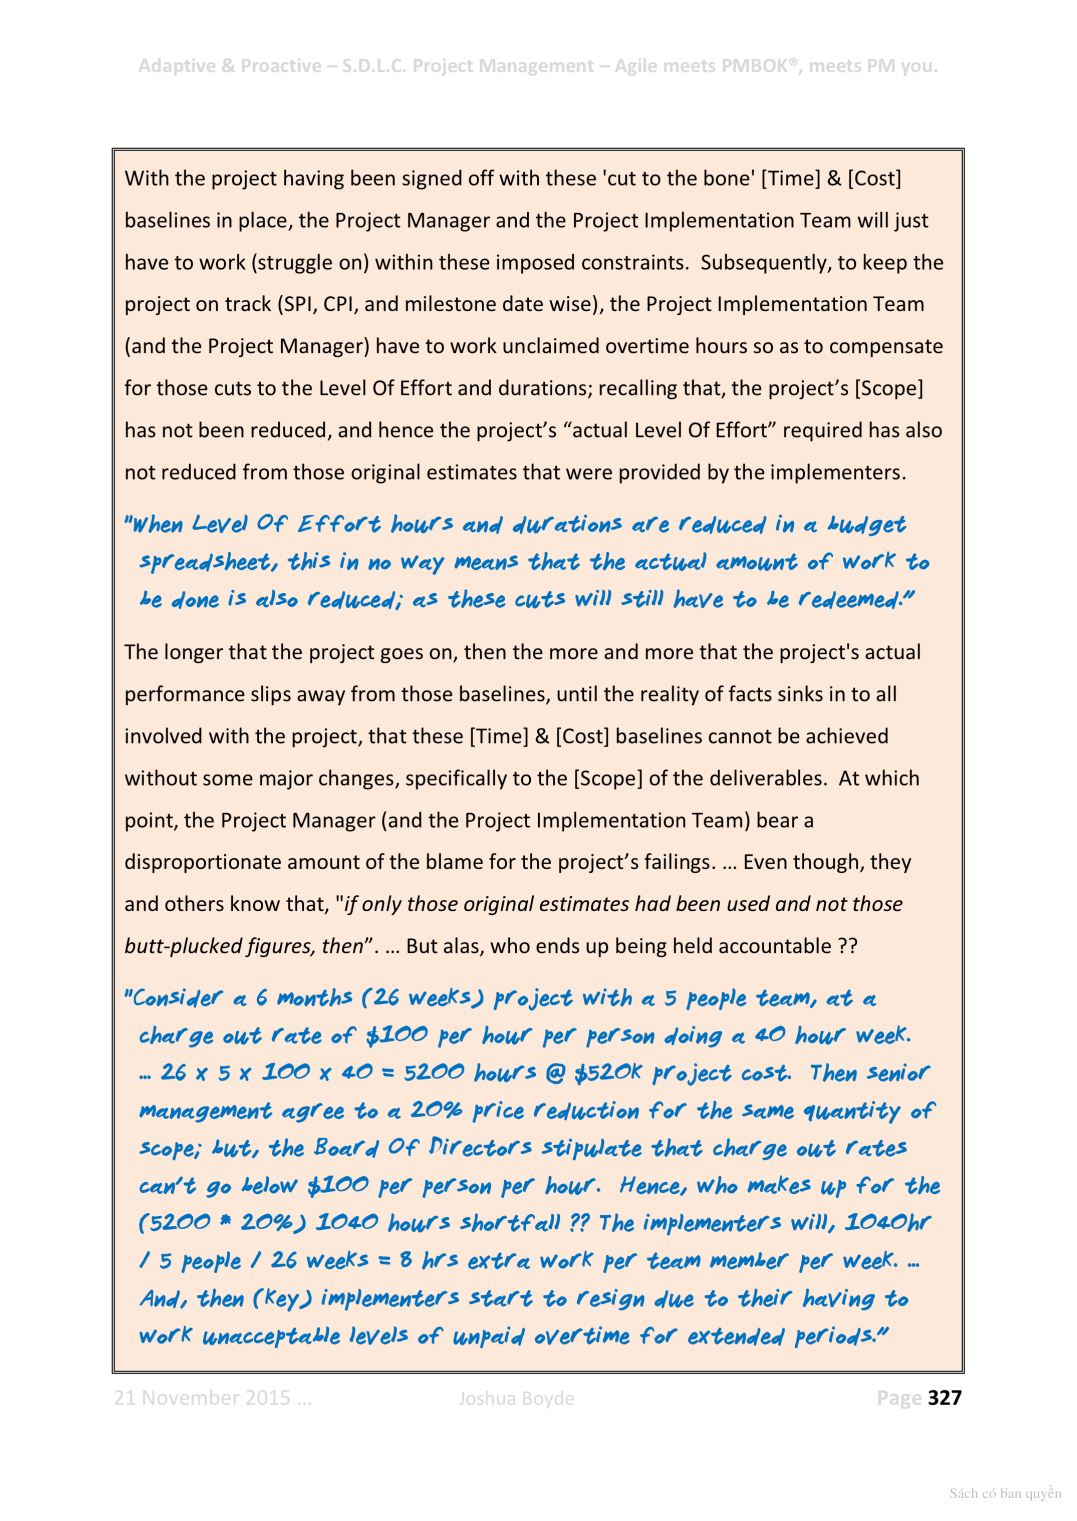 Adaptive & Proactive – S.D.L.C. Project Management – Agile meets PMBOK®, meets PM you.
With the project having been signed off with these 'cut to the bone' [Time] & [Cost]
baselines in place, the Project Manager and the Project Implementation Team will just
have to work (struggle on) within these imposed constraints.  Subsequently, to keep the
project on track (SPI, CPI, and milestone date wise), the Project Implementation Team
(and the Project Manager) have to work unclaimed overtime hours so as to compensate
for those cuts to the Level Of Effort and durations; recalling that, the project’s [Scope]
has not been reduced, and hence the project’s “actual Level Of Effort” required has also
not reduced from those original estimates that were provided by the implementers.
"When Level Of Effort hours and durations are reduced in a budget
spreadsheet, this in no way means that the actual amount of work to
be done is also reduced; as these cuts will still have to be redeemed.”
The longer that the project goes on, then the more and more that the project's actual
performance slips away from those baselines, until the reality of facts sinks in to all
involved with the project, that these [Time] & [Cost] baselines cannot be achieved
without some major changes, specifically to the [Scope] of the deliverables.  At which
point, the Project Manager (and the Project Implementation Team) bear a
disproportionate amount of the blame for the project’s failings. … Even though, they
and others know that, "if only those original estimates had been used and not those
butt-plucked figures, then”. … But alas, who ends up being held accountable ??
"Consider a 6 months (26 weeks) project with a 5 people team, at a
charge out rate of $100 per hour per person doing a 40 hour week.
… 26 x 5 x 100 x 40 = 5200 hours @ $520K project cost.  Then senior
management agree to a 20% price reduction for the same quantity of
scope; but, the Board Of Directors stipulate that charge out rates
can’t go below $100 per person per hour.  Hence, who makes up for the
(5200 * 20%) 1040 hours shortfall ?? The implementers will, 1040hr
/ 5 people / 26 weeks = 8 hrs extra work per team member per week. …
And, then (key) implementers start to resign due to their having to
work unacceptable levels of unpaid overtime for extended periods.”
21 November 2015 … Joshua Boyde Page 327
Sách có bản quyền